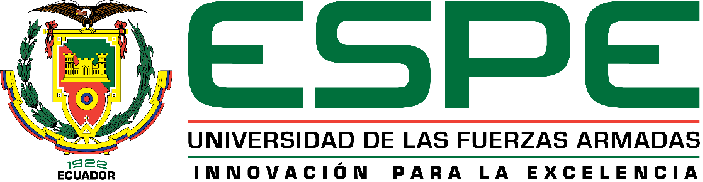 ESPE
UNIVERSIDAD DE LAS FUERZAS ARMADAS
INNOVACIÓN PARA LA EXCELENCIA
1922
ECUADOR